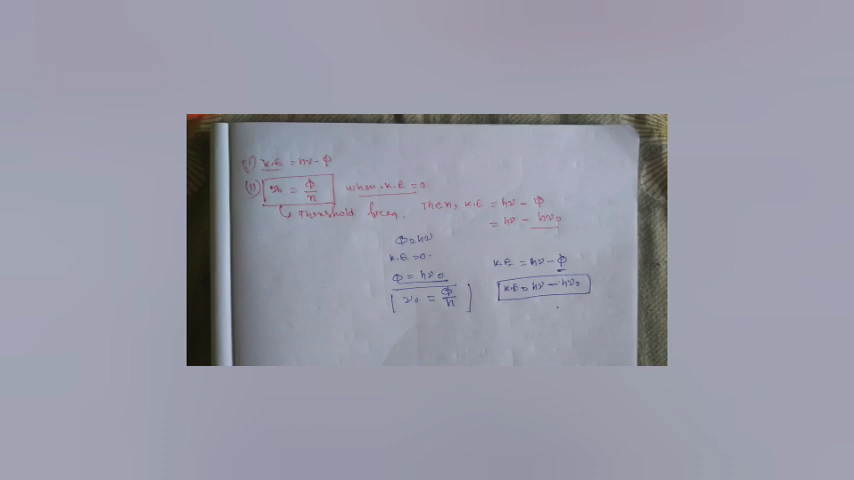 (i) K.E = hν - ϕ
(ii) ν₀ = ϕ/h when K.E = 0.
↳ Threshold freq. Then, K.E = hν - ϕ
= hν - hν₀
ϕ = hν
K.E = 0.
ϕ = hν₀
[ν₀ = ϕ/h]
K.E = hν - ϕ
K.E = hν - hν₀